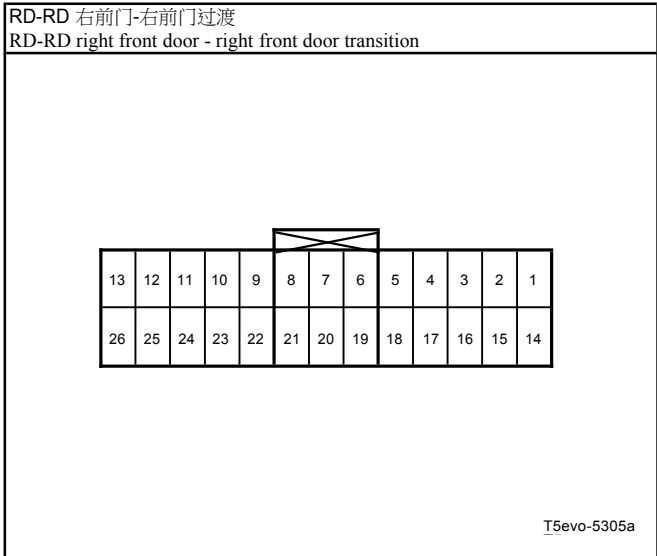 RD-RD 右前门-右前门过渡
RD-RD right front door - right front door transition
13 12 11 10 9 8 7 6 5 4 3 2 1
26 25 24 23 22 21 20 19 18 17 16 15 14
T5evo-5305a